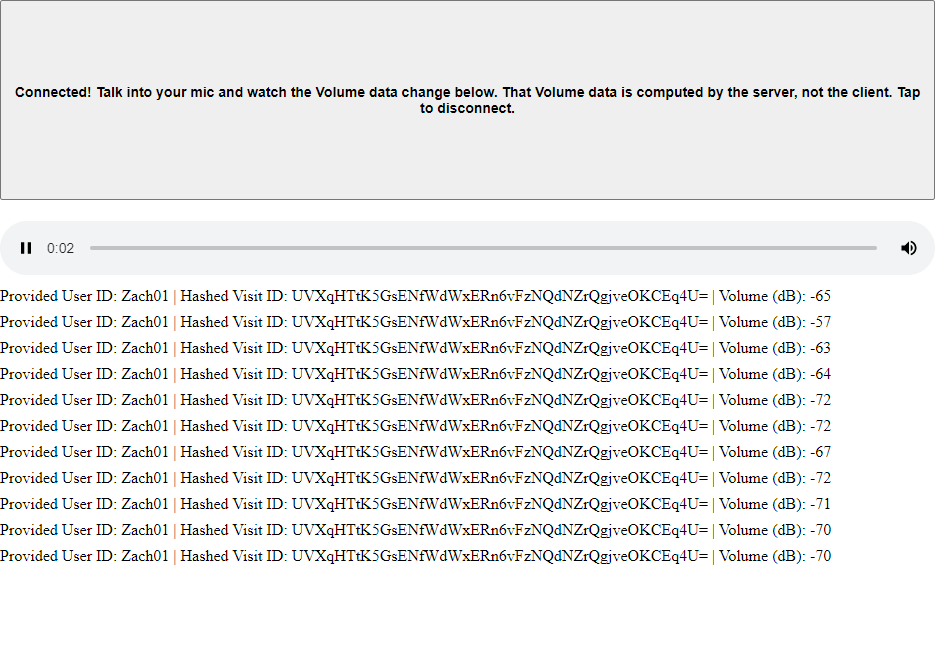 Connected! Talk into your mic and watch the Volume data change below. That Volume data is computed by the server, not the client. Tap
to disconnect.
0:02
Provided User ID: Zach01 | Hashed Visit ID: UVXqHTtK5GsENfWdWxERn6vFzNQdNZrQgjveOKCEq4U= | Volume (dB): -65
Provided User ID: Zach01 | Hashed Visit ID: UVXqHTtK5GsENfWdWxERn6vFzNQdNZrQgjveOKCEq4U= | Volume (dB): -57
Provided User ID: Zach01 | Hashed Visit ID: UVXqHTtK5GsENfWdWxERn6vFzNQdNZrQgjveOKCEq4U= | Volume (dB): -63
Provided User ID: Zach01 | Hashed Visit ID: UVXqHTtK5GsENfWdWxERn6vFzNQdNZrQgjveOKCEq4U= | Volume (dB): -64
Provided User ID: Zach01 | Hashed Visit ID: UVXqHTtK5GsENfWdWxERn6vFzNQdNZrQgjveOKCEq4U= | Volume (dB): -72
Provided User ID: Zach01 | Hashed Visit ID: UVXqHTtK5GsENfWdWxERn6vFzNQdNZrQgjveOKCEq4U= | Volume (dB): -72
Provided User ID: Zach01 | Hashed Visit ID: UVXqHTtK5GsENfWdWxERn6vFzNQdNZrQgjveOKCEq4U= | Volume (dB): -67
Provided User ID: Zach01 | Hashed Visit ID: UVXqHTtK5GsENfWdWxERn6vFzNQdNZrQgjveOKCEq4U= | Volume (dB): -72
Provided User ID: Zach01 | Hashed Visit ID: UVXqHTtK5GsENfWdWxERn6vFzNQdNZrQgjveOKCEq4U= | Volume (dB): -71
Provided User ID: Zach01 | Hashed Visit ID: UVXqHTtK5GsENfWdWxERn6vFzNQdNZrQgjveOKCEq4U= | Volume (dB): -70
Provided User ID: Zach01 | Hashed Visit ID: UVXqHTtK5GsENfWdWxERn6vFzNQdNZrQgjveOKCEq4U= | Volume (dB): -70